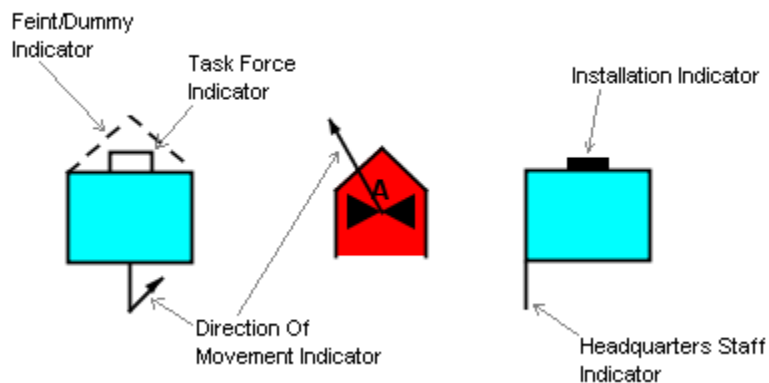 Feint/Dummy
Indicator
Task Force
Indicator
Installation Indicator
A
Direction Of
Movement Indicator
Headquarters Staff
Indicator